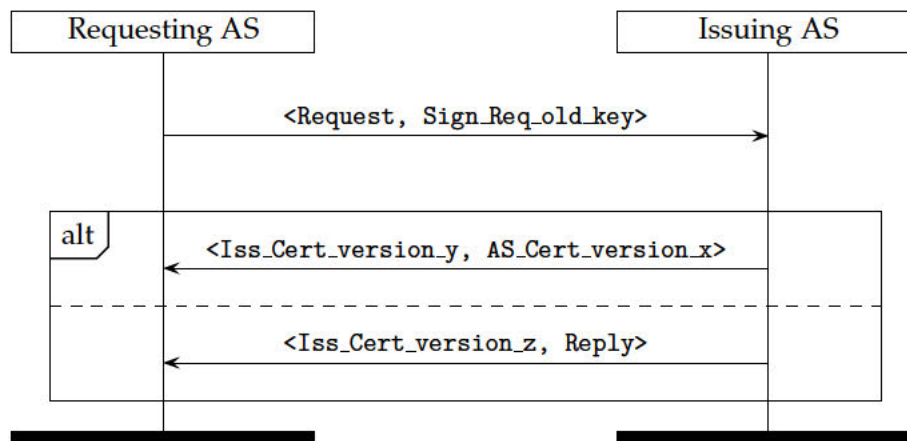 Requesting AS
Issuing AS
<Request, Sign_Req_old_key>
alt
<Iss_Cert_version_y, AS_Cert_version_x>
<Iss_Cert_version_z, Reply>